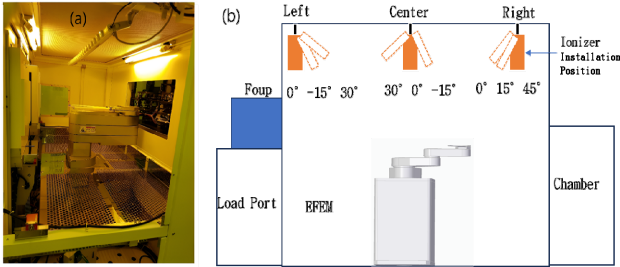 (a)
(b)
Left Center Right
Ionizer
Installation
Position
0° -15° 30° 30° 0° -15° 0° 15° 45°
Foup
Load Port
EFEM
Chamber